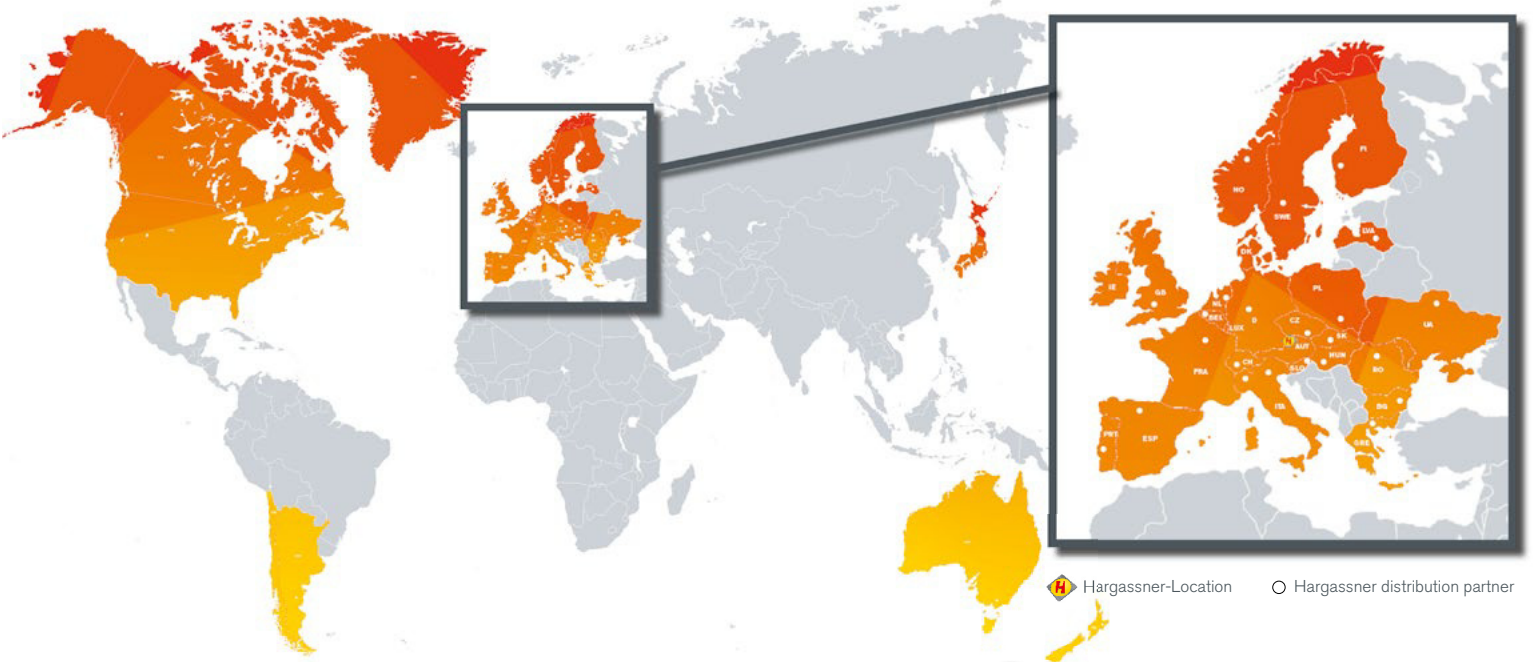 FI
NO
SWE
LVA
DK
IE
GB
PL
NL
BEL
D
LUX
CZ
UA
SK
AUT
HUN
CH
SLO
RO
FRA
ITA
BG
PRT
ESP
GRE
H Hargassner-Location
Hargassner distribution partner